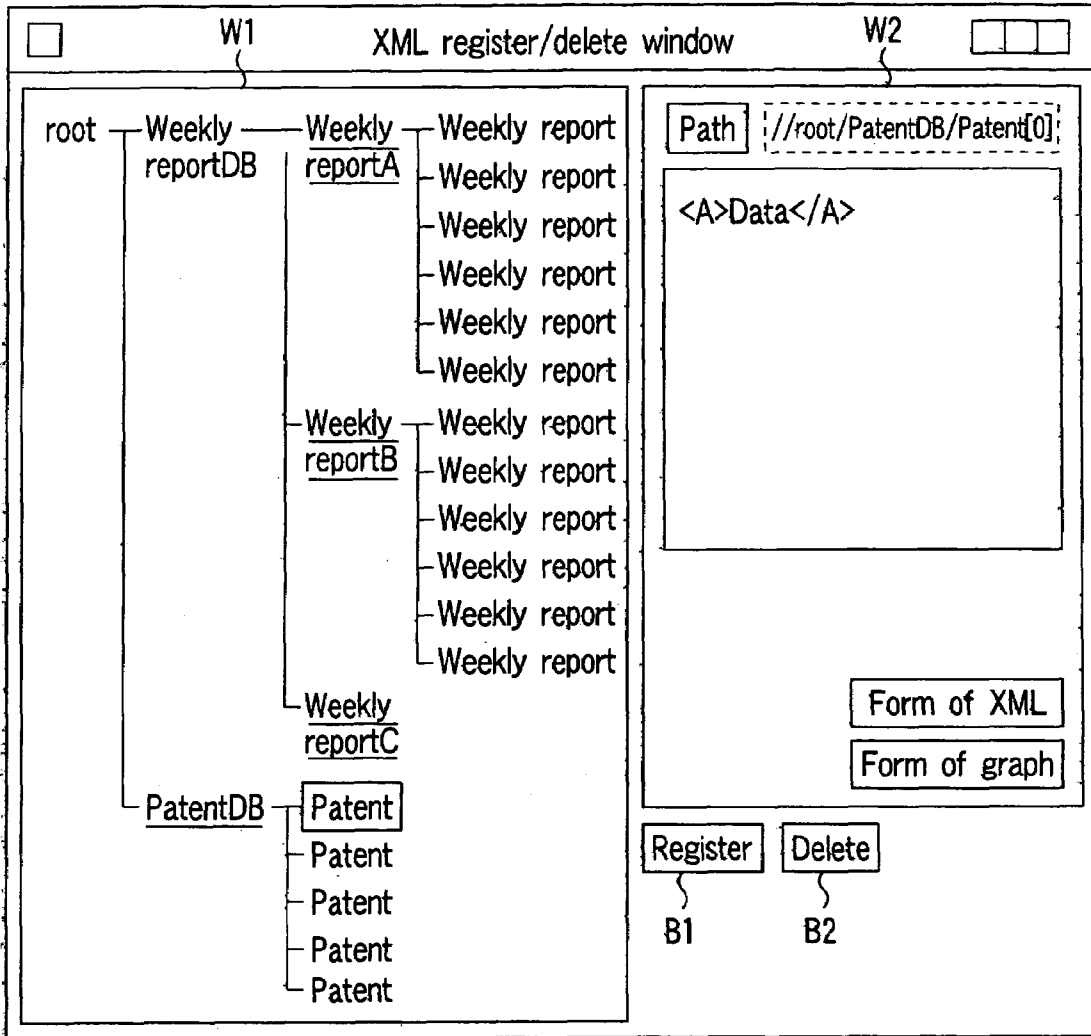 W1
XML register/delete window
W2
root
Weekly
reportDB
Weekly
reportA
Weekly report
Weekly report
Weekly report
Weekly report
Weekly report
Weekly report
Weekly
reportB
Weekly report
Weekly report
Weekly report
Weekly report
Weekly report
Weekly report
Weekly
reportC
PatentDB
Patent
Patent
Patent
Patent
Patent
Path
//root/PatentDB/Patent[0]
<A>Data</A>
Form of XML
Form of graph
Register
Delete
B1
B2